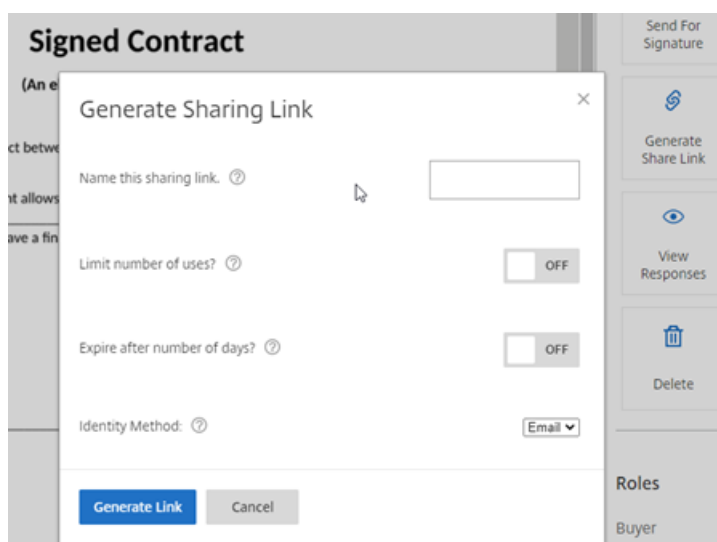 Signed Contract
(An e
ct betwe
nt allows
ave a fin
Generate Sharing Link
Name this sharing link.
Limit number of uses?
OFF
Expire after number of days?
OFF
Identity Method:
Email
Generate Link
Cancel
Send For
Signature
Generate
Share Link
View
Responses
Delete
Roles
Buyer